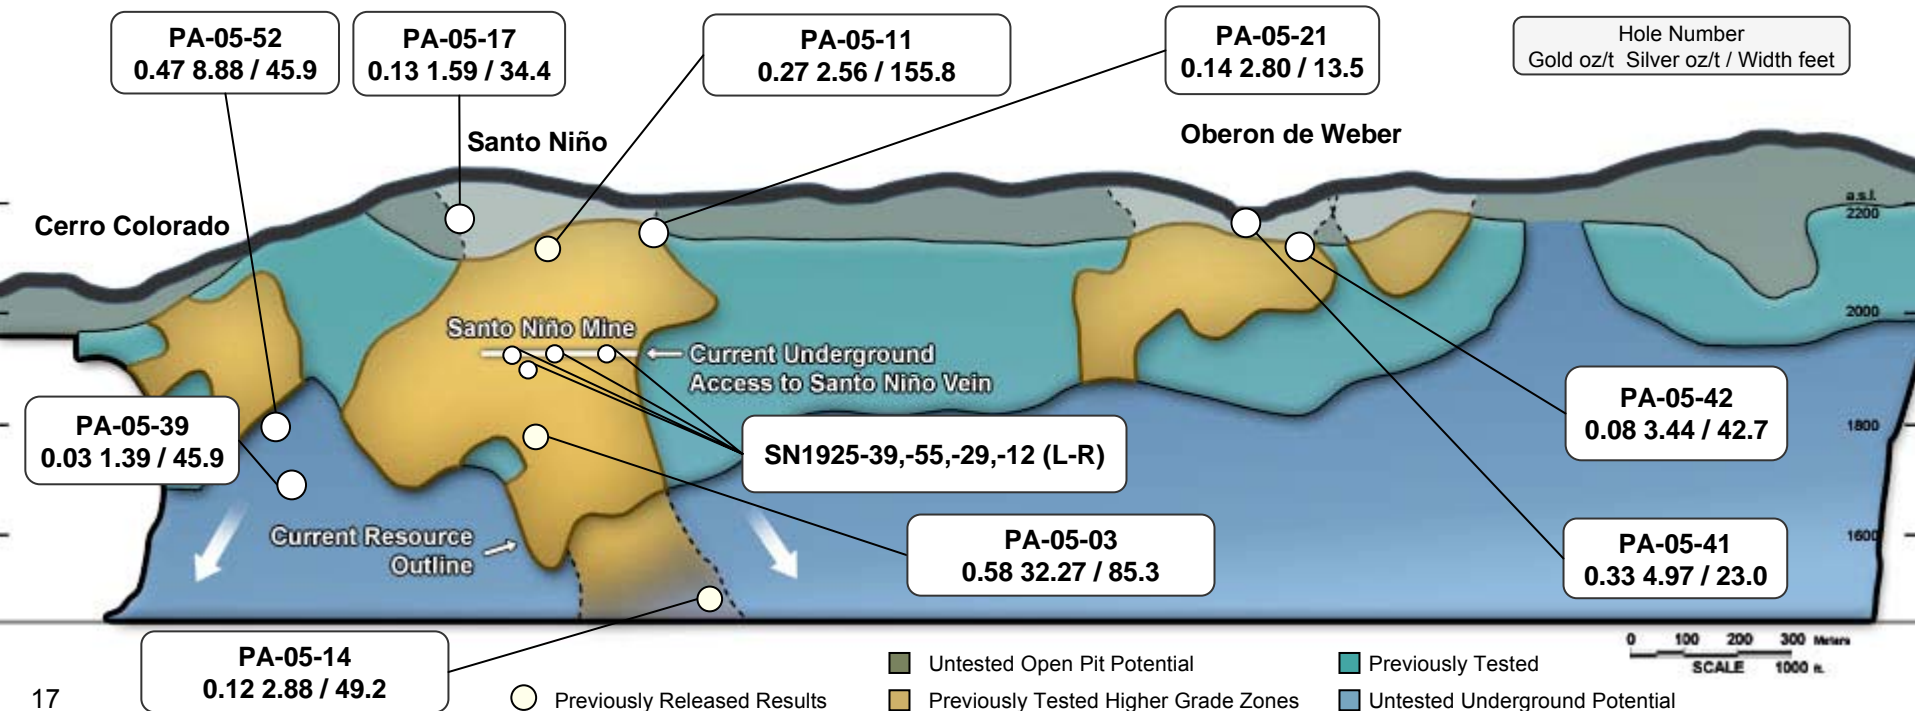 PA-05-52
0.47 8.88 / 45.9
PA-05-17
0.13 1.59 / 34.4
PA-05-11
0.27 2.56 / 155.8
PA-05-21
0.14 2.80 / 13.5
Hole Number
Gold oz/t Silver oz/t / Width feet
Santo Niño
Oberon de Weber
Cerro Colorado
a.s.l.
2200
2000
1800
1600
Santo Niño Mine
Current Underground
Access to Santo Niño Vein
PA-05-39
0.03 1.39 / 45.9
SN1925-39,-55,-29,-12 (L-R)
PA-05-42
0.08 3.44 / 42.7
Current Resource
Outline
PA-05-03
0.58 32.27 / 85.3
PA-05-41
0.33 4.97 / 23.0
PA-05-14
0.12 2.88 / 49.2
0 100 200 300 Meters
SCALE 1000 ft.
Untested Open Pit Potential
Previously Tested
Previously Released Results
Previously Tested Higher Grade Zones
Untested Underground Potential
17